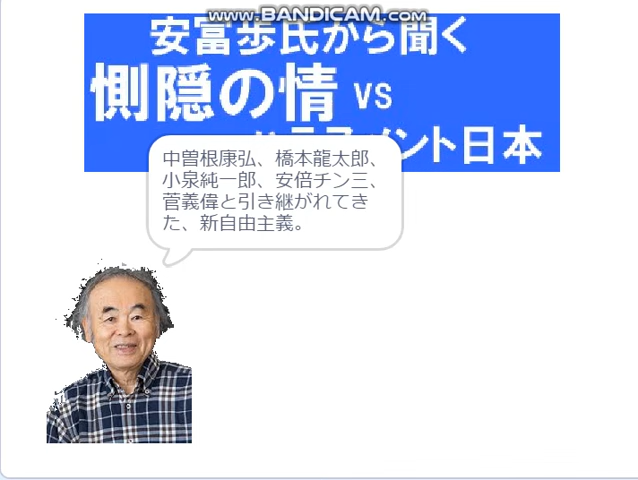 www.BANDICAM.com
安冨歩氏から聞く
惻隠の情 vs
ント日本
中曽根康弘、橋本龍太郎、
小泉純一郎、安倍チン三、
菅義偉と引き継がれてき
た、新自由主義。